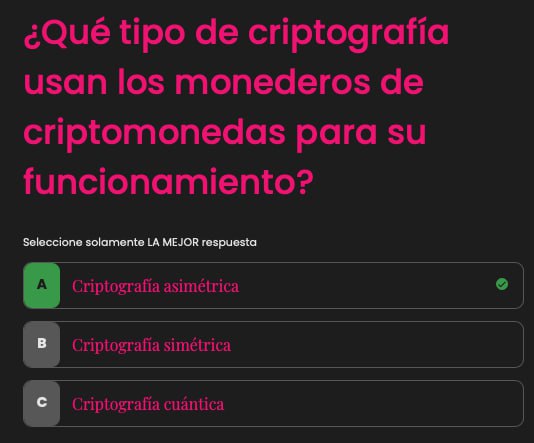 ¿Qué tipo de criptografía
usan los monederos de
criptomonedas para su
funcionamiento?
Seleccione solamente LA MEJOR respuesta
A Criptografía asimétrica
B Criptografía simétrica
C Criptografía cuántica